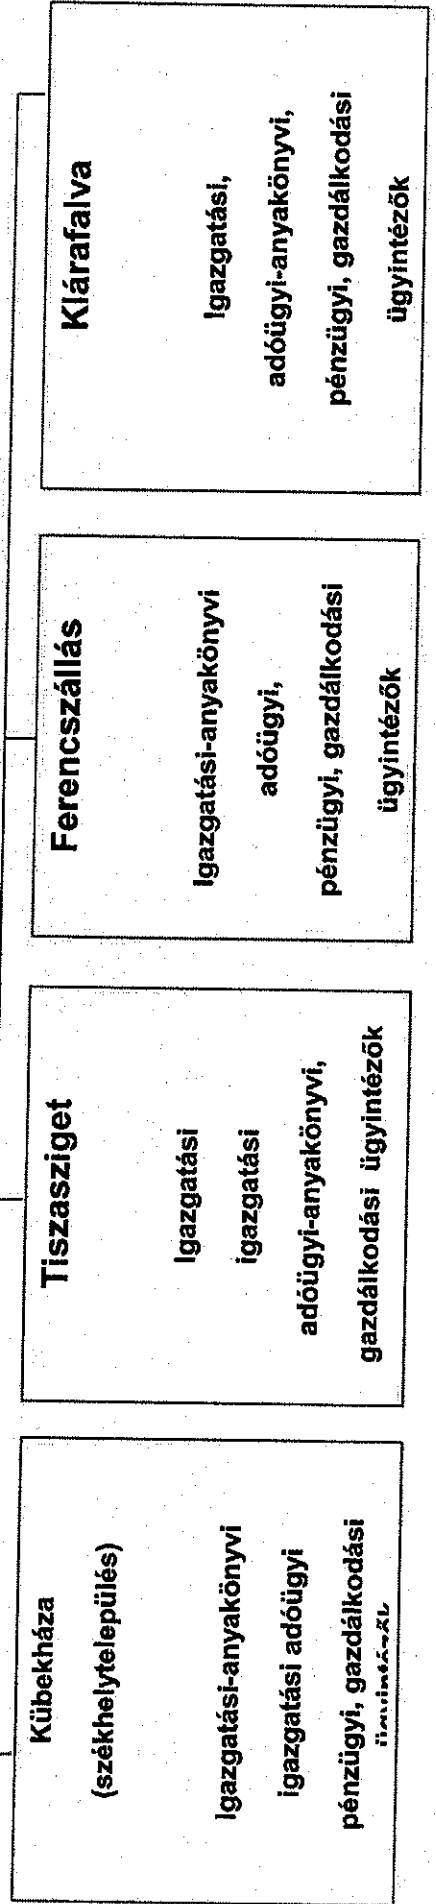 Kübekháza
(székhelytelepülés)
Igazgatási-anyakönyvi
igazgatási adóügyi
pénzügyi, gazdálkodási
Tiszasziget
Igazgatási
igazgatási
adóügyi-anyakönyvi,
gazdálkodási ügyintézők
Ferencszállás
Igazgatási-anyakönyvi
adóügyi,
pénzügyi, gazdálkodási
ügyintézők
Klárafalva
Igazgatási,
adóügyi-anyakönyvi,
pénzügyi, gazdálkodási
ügyintézők